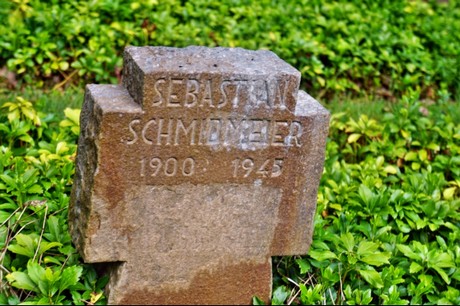 SEBASTIAN
SCHMIDMEIER
1900 1945